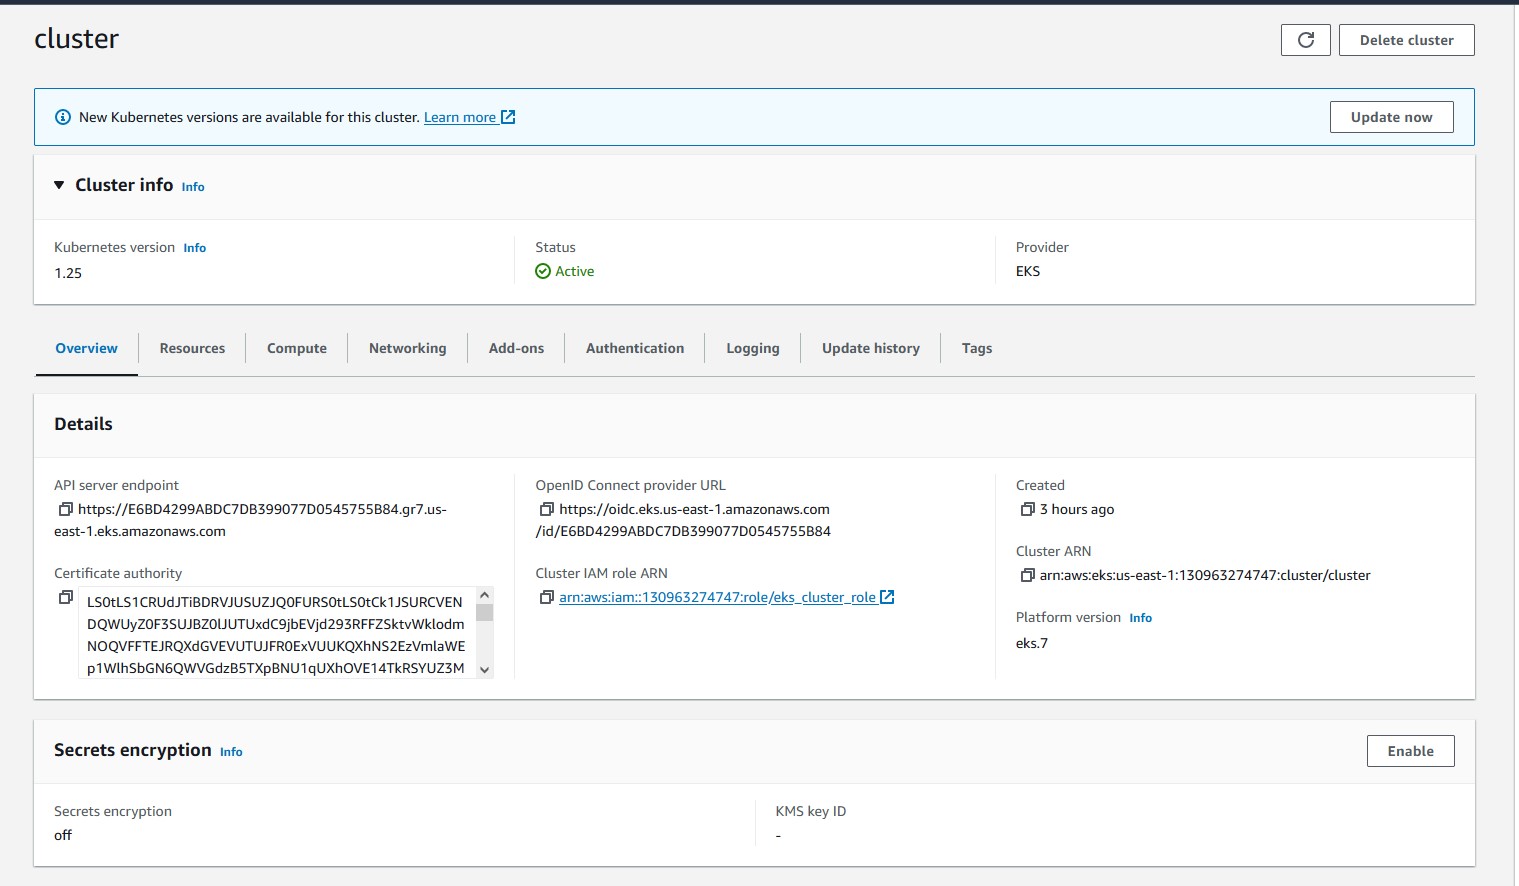 cluster
Delete cluster
New Kubernetes versions are available for this cluster. Learn more
Update now
Cluster info Info
Kubernetes version Info
1.25
Status
Active
Provider
EKS
Overview
Resources
Compute
Networking
Add-ons
Authentication
Logging
Update history
Tags
Details
API server endpoint
https://E6BD4299ABDC7DB399077D0545755B84.gr7.us-
east-1.eks.amazonaws.com
Certificate authority
LS0tLS1CRUdJTiBDRVJUSUZJQ0FURS0tLS0tCk1JSURCVEN
DQWUyZ0F3SUJBZ0lJUTUxdC9jbEVjd293RFFZSktvWklodm
NOQVFFTEJRQXdGVEVUTUJFR0ExVUUKQXhNS2EzVmlaWE
p1WlhSbGN6QWVGdzB5TXpBNU1qUXhOVE14TkRSYUZ3M
OpenID Connect provider URL
https://oidc.eks.us-east-1.amazonaws.com
/id/E6BD4299ABDC7DB399077D0545755B84
Cluster IAM role ARN
arn:aws:iam::130963274747:role/eks_cluster_role
Created
3 hours ago
Cluster ARN
arn:aws:eks:us-east-1:130963274747:cluster/cluster
Platform version Info
eks.7
Secrets encryption Info
Enable
Secrets encryption
off
KMS key ID
-